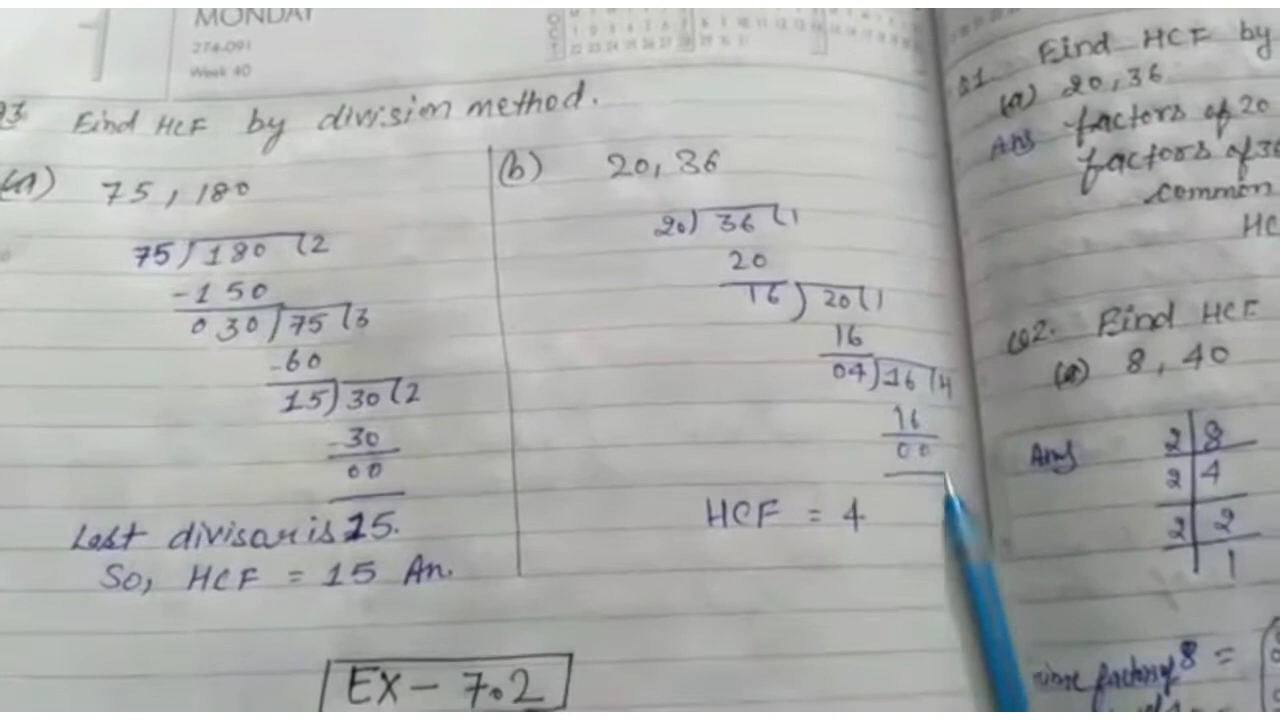 MONDAY
274-091
Week 40
Find HCF by division method.
(a) 75, 180
75) 180 (2
-150
030) 75 (3
-60
15) 30 (2
-30
00
Last divisar is 15.
So, HCF = 15 An.
(b) 20, 36
20) 36 (1
20
16) 20 (1
16
04) 16 (4
16
00
HCF = 4
EX - 7.2
Q1. Find HCF by
(a) 20, 36
Ans factors of 20
factors of 36
common
HC
Q2. Find HCF
(a) 8, 40
Ans 2 8
2 4
2 2
1
factors of 8 =